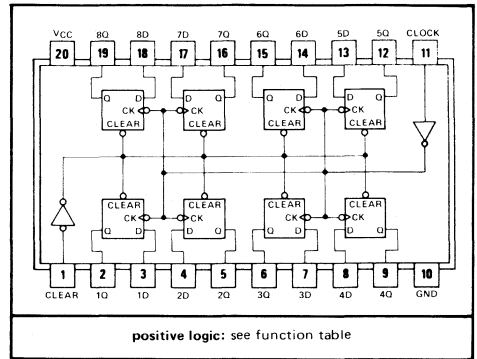 VCC 8Q 8D 7D 7Q 6Q 6D 5D 5Q CLOCK
20 19 18 17 16 15 14 13 12 11
Q D D Q Q D D Q
CK CK CK CK
CLEAR CLEAR CLEAR CLEAR
CLEAR CLEAR CLEAR CLEAR
CK CK CK CK
Q D D Q Q D D Q
1 2 3 4 5 6 7 8 9 10
CLEAR 1Q 1D 2D 2Q 3Q 3D 4D 4Q GND
positive logic: see function table